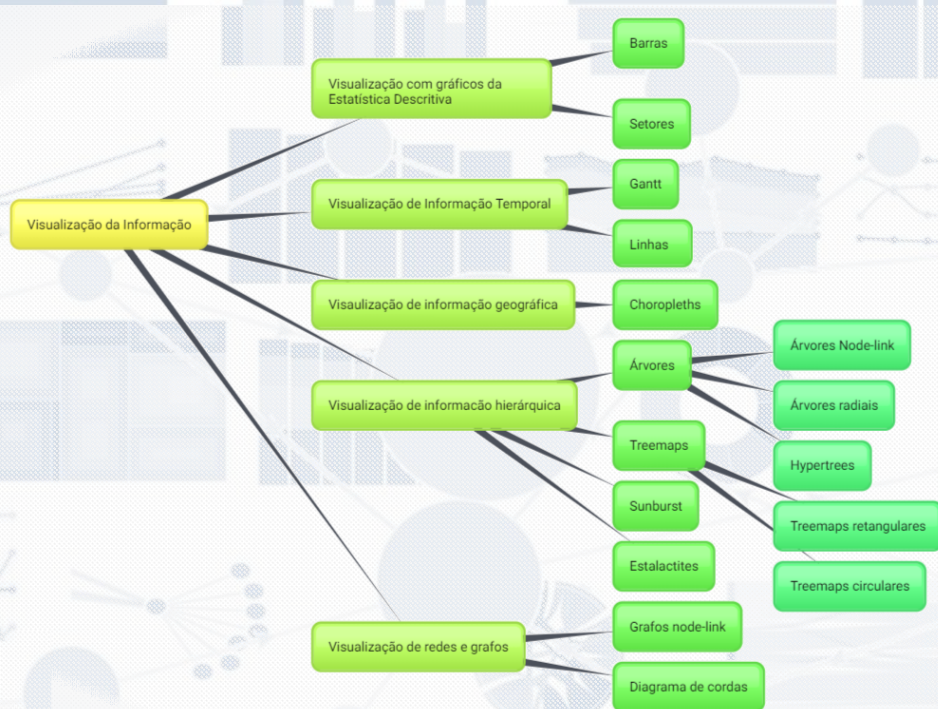 Visualização da Informação
Visualização com gráficos da
Estatística Descritiva
Barras
Setores
Visualização de Informação Temporal
Gantt
Linhas
Visaulização de informação geográfica
Choropleths
Visualização de informacão hierárquica
Árvores
Árvores Node-link
Árvores radiais
Hypertrees
Treemaps
Treemaps retangulares
Treemaps circulares
Sunburst
Estalactites
Visualização de redes e grafos
Grafos node-link
Diagrama de cordas